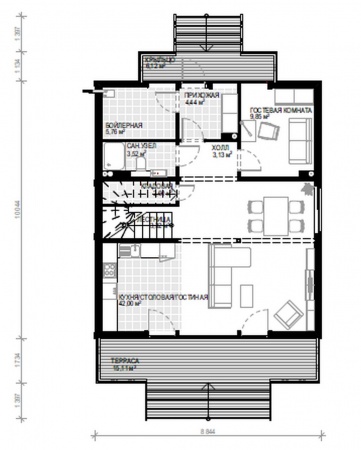 1 397
КРЫЛЬЦО
6,12 м²
1 134
ПРИХОЖАЯ
4,44 м²
ГОСТЕВАЯ КОМНАТА
9,85 м²
БОЙЛЕРНАЯ
5,76 м²
САН.УЗЕЛ
3,52 м²
ХОЛЛ
3,13 м²
КЛАДОВАЯ
ЛЕСТНИЦА
10 044
КУХНЯ/СТОЛОВАЯ/ГОСТИНАЯ
42,00 м²
ТЕРРАСА
15,11 м²
1 734
1 397
8 844